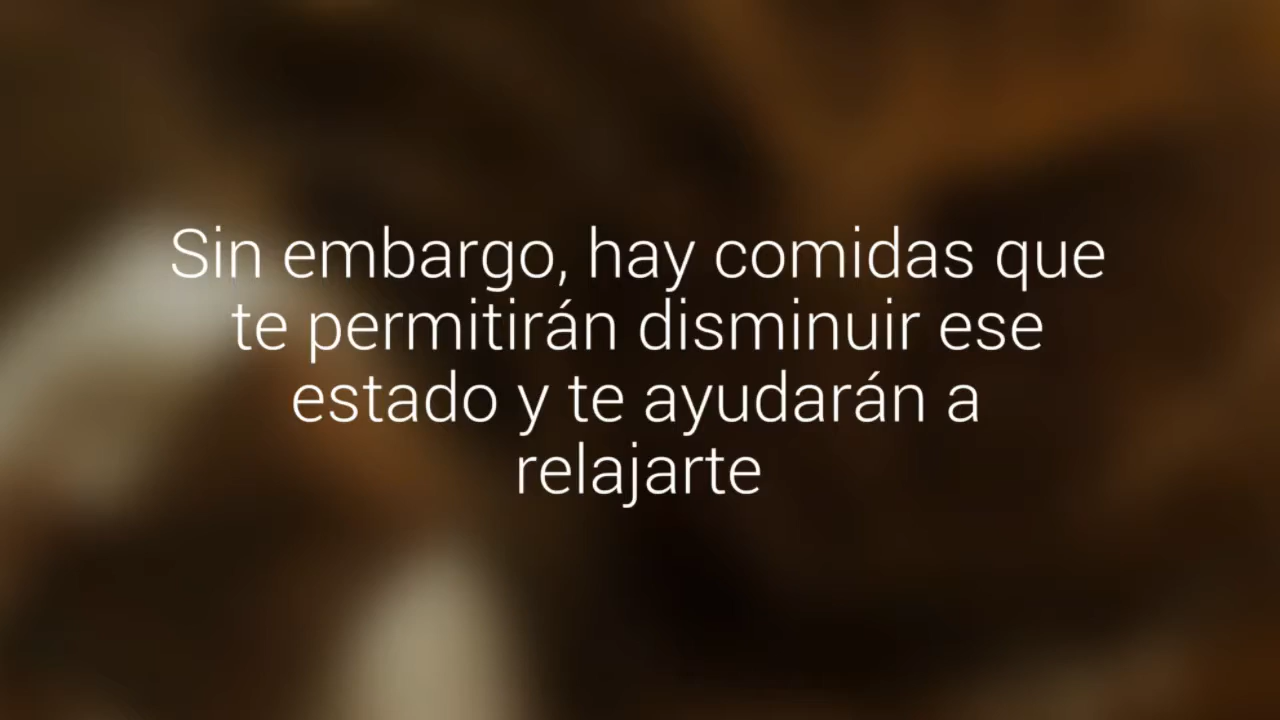 Sin embargo, hay comidas que
te permitirán disminuir ese
estado y te ayudarán a
relajarte